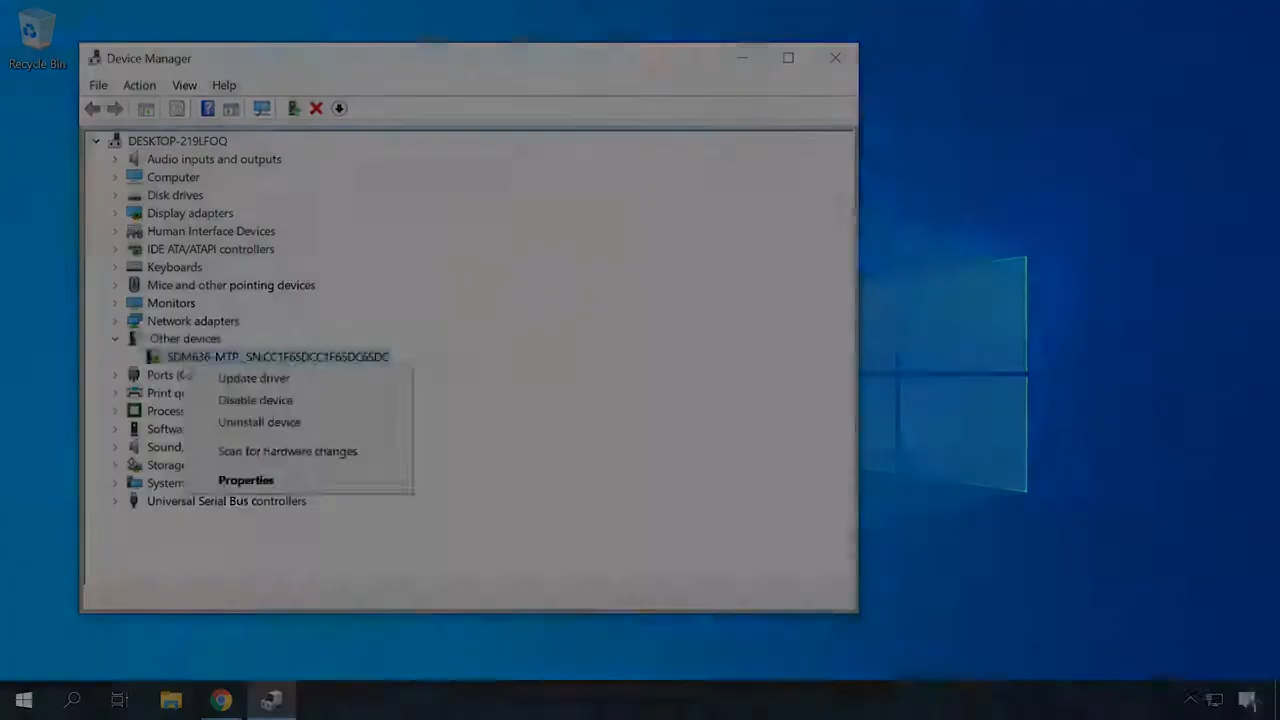 Recycle Bin
Device Manager
File Action View Help
DESKTOP-219LFOQ
Audio inputs and outputs
Computer
Disk drives
Display adapters
Human Interface Devices
IDE ATA/ATAPI controllers
Keyboards
Mice and other pointing devices
Monitors
Network adapters
Other devices
SDM636-MTP_SN:CC1F65DCC1F65DC65DC
Ports (
Update driver
Print q
Disable device
Process
Softwa
Uninstall device
Sound,
Scan for hardware changes
Storage
System
Properties
Universal Serial Bus controllers